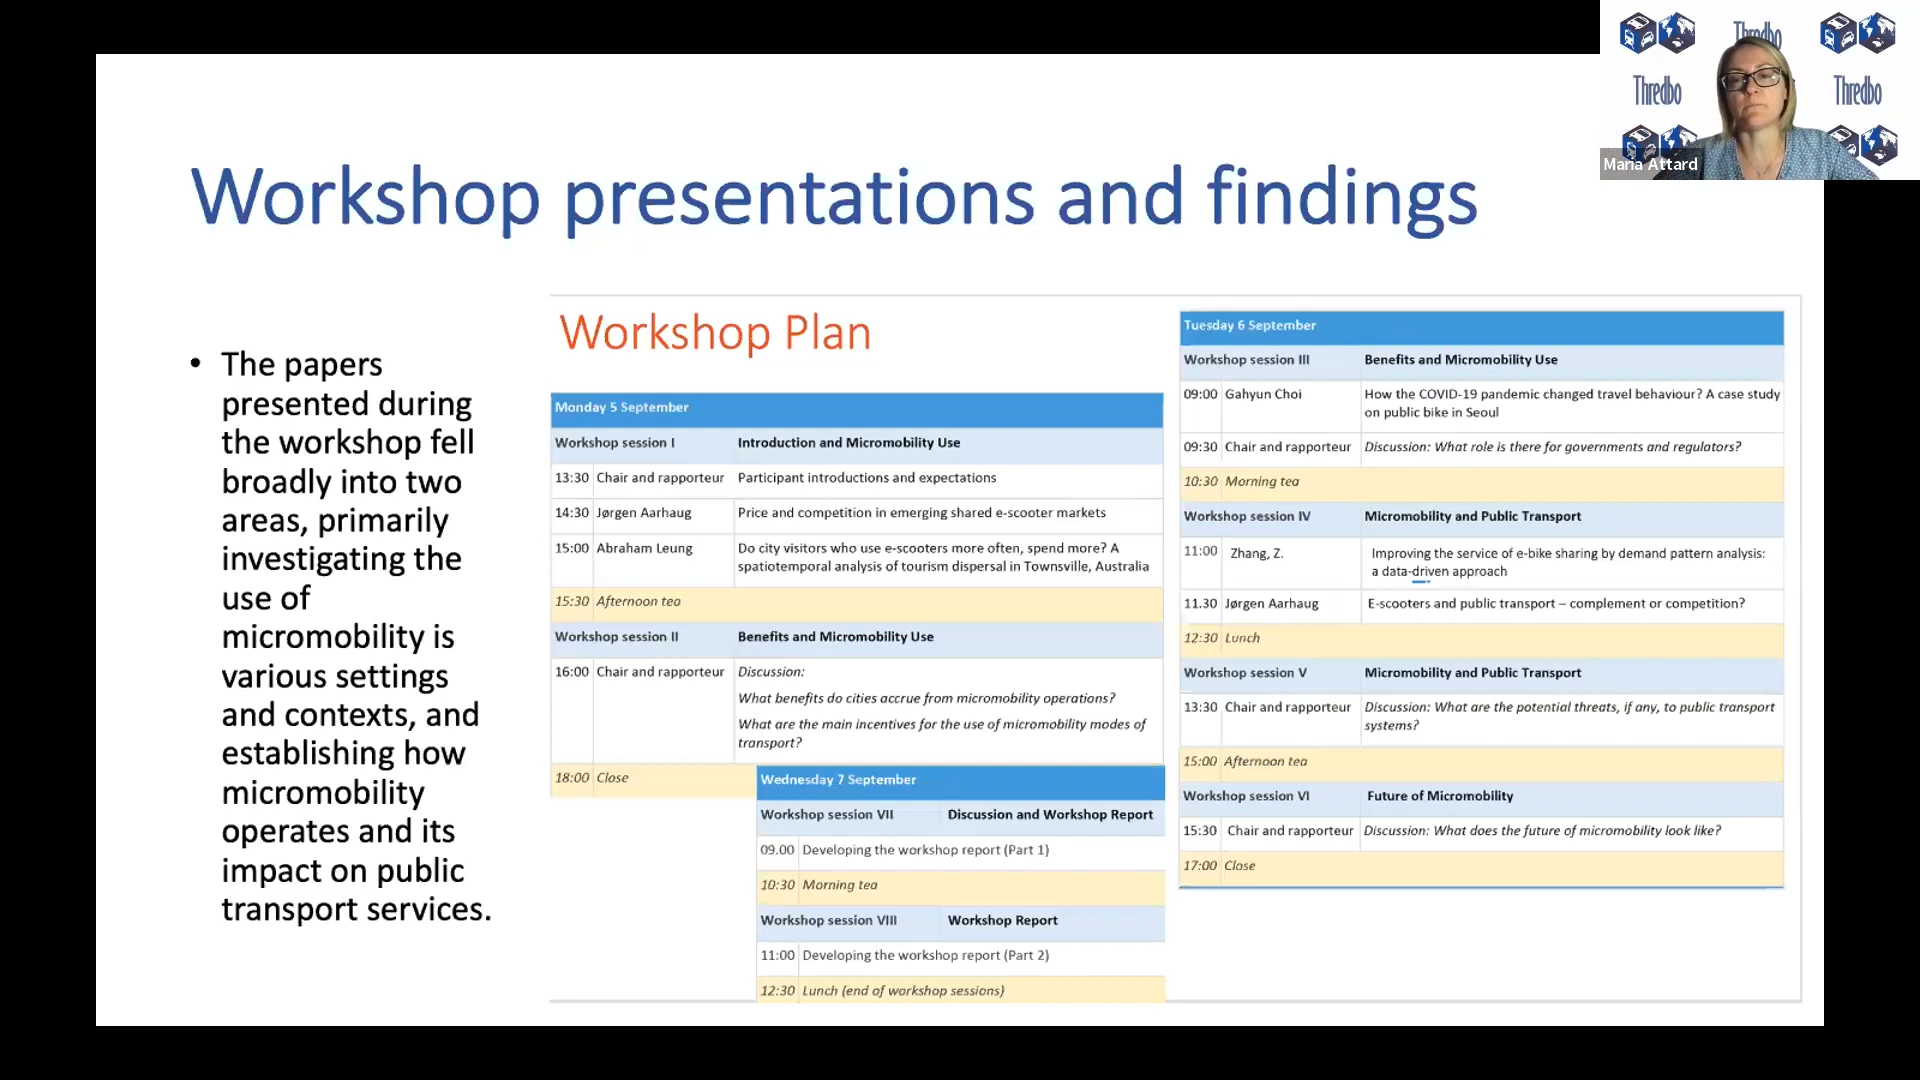 Workshop presentations and findings
Thredbo
Thredbo
Thredbo
Maria Attard
• The papers
presented during
the workshop fell
broadly into two
areas, primarily
investigating the
use of
micromobility is
various settings
and contexts, and
establishing how
micromobility
operates and its
impact on public
transport services.
Workshop Plan
Monday 5 September
Workshop session I Introduction and Micromobility Use
13:30 Chair and rapporteur Participant introductions and expectations
14:30 Jørgen Aarhaug Price and competition in emerging shared e-scooter markets
15:00 Abraham Leung Do city visitors who use e-scooters more often, spend more? A
spatiotemporal analysis of tourism dispersal in Townsville, Australia
15:30 Afternoon tea
Workshop session II Benefits and Micromobility Use
16:00 Chair and rapporteur Discussion:
What benefits do cities accrue from micromobility operations?
What are the main incentives for the use of micromobility modes of
transport?
18:00 Close
Wednesday 7 September
Workshop session VII Discussion and Workshop Report
09.00 Developing the workshop report (Part 1)
10:30 Morning tea
Workshop session VIII Workshop Report
11:00 Developing the workshop report (Part 2)
12:30 Lunch (end of workshop sessions)
Tuesday 6 September
Workshop session III Benefits and Micromobility Use
09:00 Gahyun Choi How the COVID-19 pandemic changed travel behaviour? A case study
on public bike in Seoul
09:30 Chair and rapporteur Discussion: What role is there for governments and regulators?
10:30 Morning tea
Workshop session IV Micromobility and Public Transport
11:00 Zhang, Z. Improving the service of e-bike sharing by demand pattern analysis:
a data-driven approach
11.30 Jørgen Aarhaug E-scooters and public transport – complement or competition?
12:30 Lunch
Workshop session V Micromobility and Public Transport
13:30 Chair and rapporteur Discussion: What are the potential threats, if any, to public transport
systems?
15:00 Afternoon tea
Workshop session VI Future of Micromobility
15:30 Chair and rapporteur Discussion: What does the future of micromobility look like?
17:00 Close